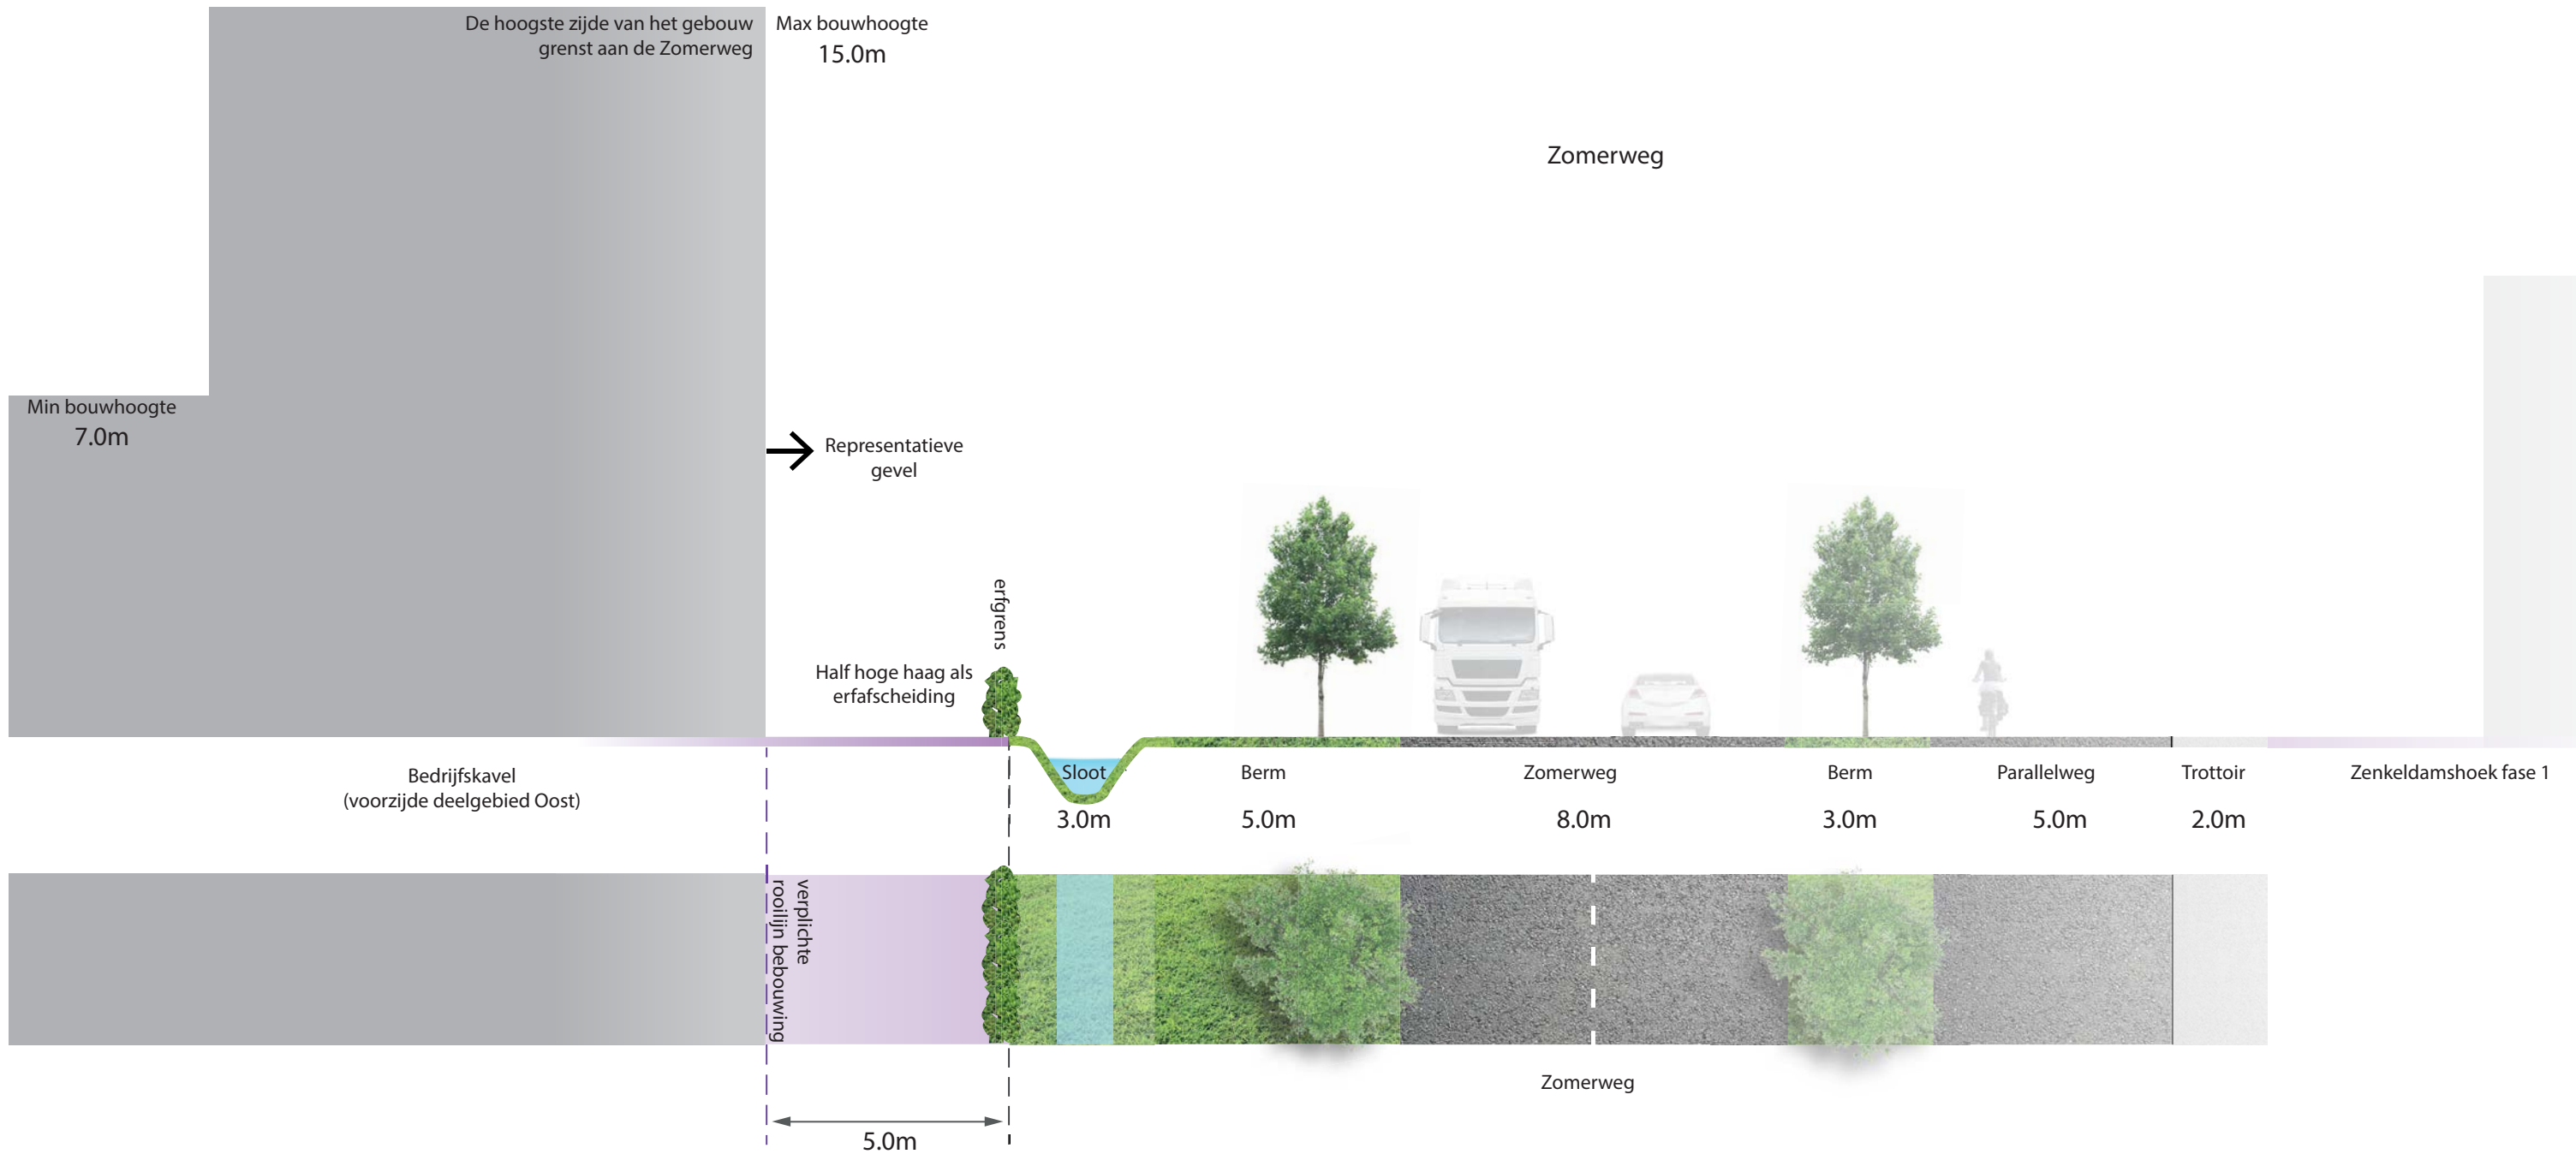 De hoogste zijde van het gebouw
grenst aan de Zomerweg
Max bouwhoogte
15.0m
Zomerweg
Min bouwhoogte
7.0m
Representatieve
gevel
erfgrens
Half hoge haag als
erfafscheiding
Bedrijfskavel
(voorzijde deelgebied Oost)
Sloot
3.0m
Berm
5.0m
Zomerweg
8.0m
Berm
3.0m
Parallelweg
5.0m
Trottoir
2.0m
Zenkeldamshoek fase 1
verplichte
rooilijn bebouwing
Zomerweg
5.0m